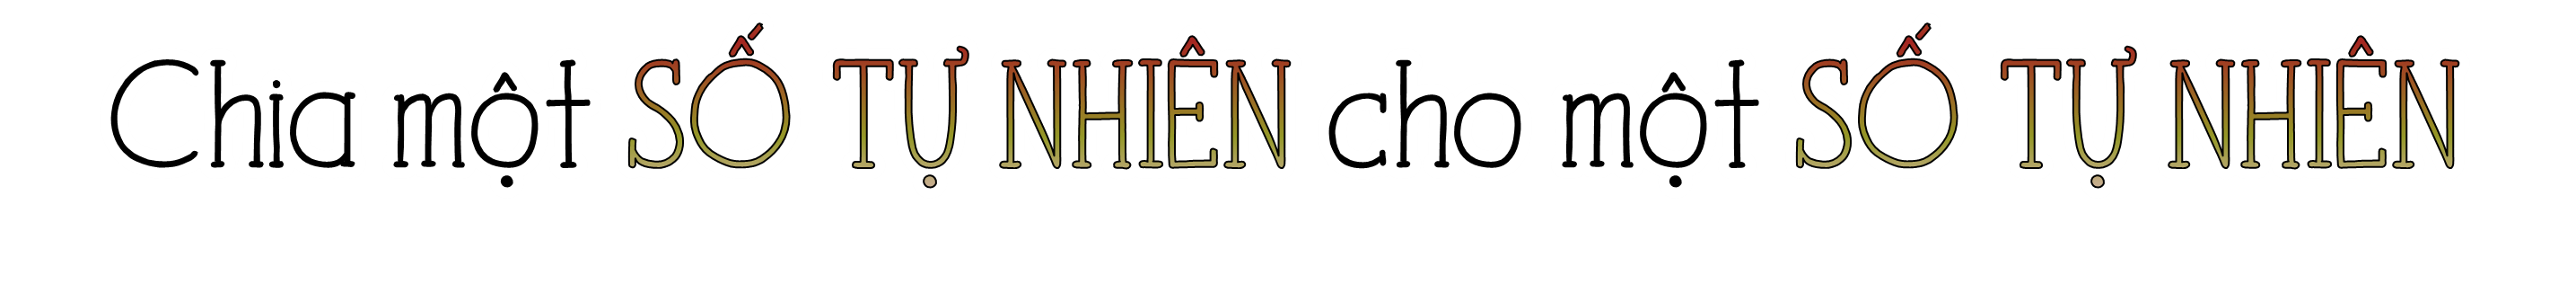 Chia một SỐ TỰ NHIÊN cho một SỐ TỰ NHIÊN